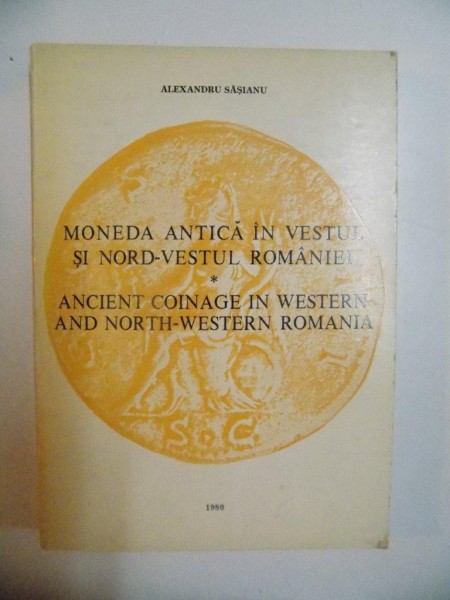 ALEXANDRU SĂȘIANU
MONEDA ANTICĂ ÎN VESTUL
ȘI NORD-VESTUL ROMÂNIEI
*
ANCIENT COINAGE IN WESTERN
AND NORTH-WESTERN ROMANIA
S C
1980